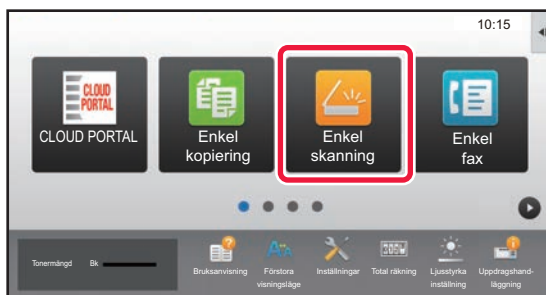 10:15
CLOUD
PORTAL
CLOUD PORTAL
Enkel
kopiering
Enkel
skanning
Enkel
fax
Tonermängd Bk
Bruksanvisning
Förstora
visningsläge
Inställningar
Total räkning
Ljusstyrka
inställning
Uppdragshand-
läggning